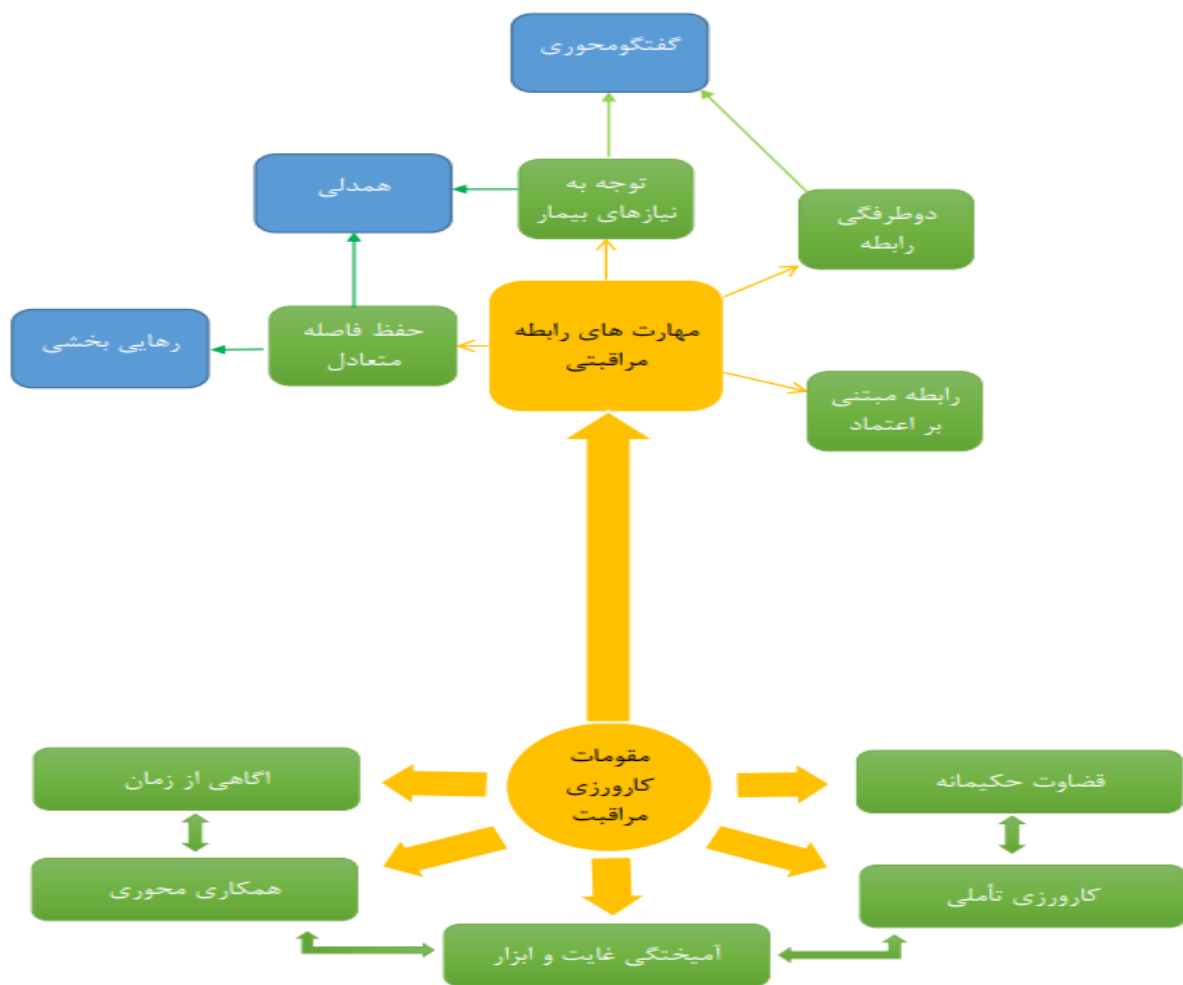 گفتگومحوری
همدلی
توجه به
نیازهای بیمار
دوطرفگی
رابطه
رهایی بخشی
حفظ فاصله
متعادل
مهارت های رابطه
مراقبتی
رابطه مبتنی
بر اعتماد
مقومات
کارورزی
مراقبت
قضاوت حکیمانه
اگاهی از زمان
کارورزی تأملی
همکاری محوری
آمیختگی غایت و ابزار